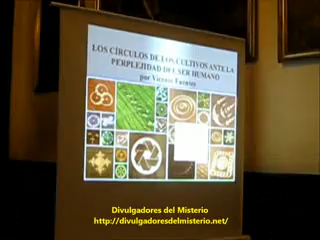 LOS CÍRCULOS DE LOS CULTIVOS ANTE LA
PERPLEJIDAD DEL SER HUMANO
por Vicente Fuentes
Divulgadores del Misterio
http://divulgadoresdelmisterio.net/